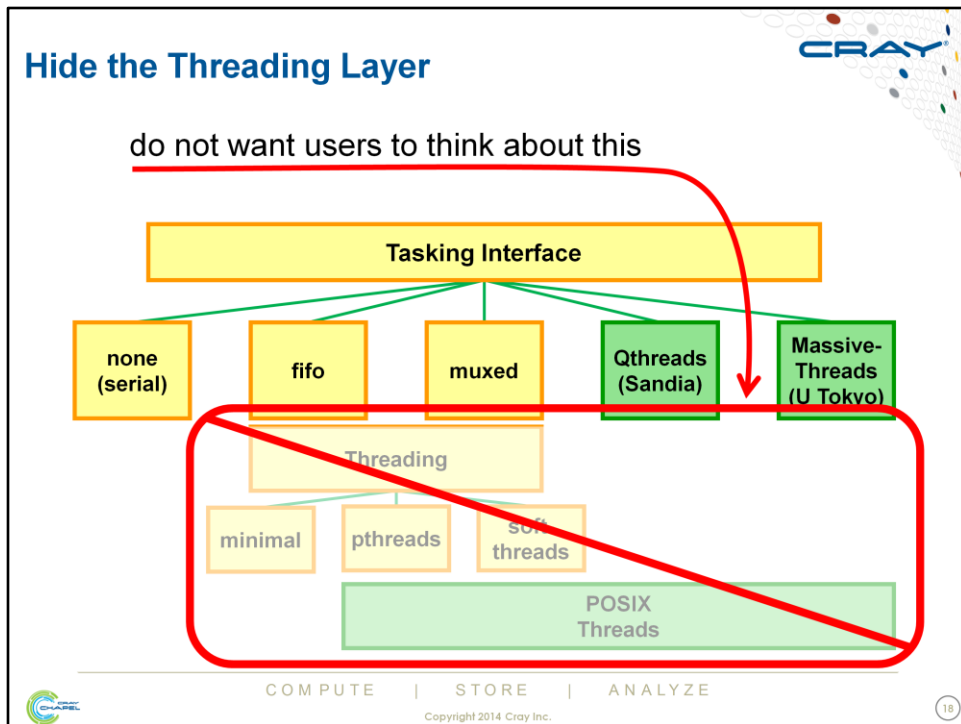 Hide the Threading Layer
CRAY®
do not want users to think about this
Tasking Interface
none
(serial)
fifo
muxed
Qthreads
(Sandia)
Massive-
Threads
(U Tokyo)
Threading
minimal
pthreads
soft
threads
POSIX
Threads
COMPUTE | STORE | ANALYZE
Copyright 2014 Cray Inc.
CRAY
CHAPEL
18